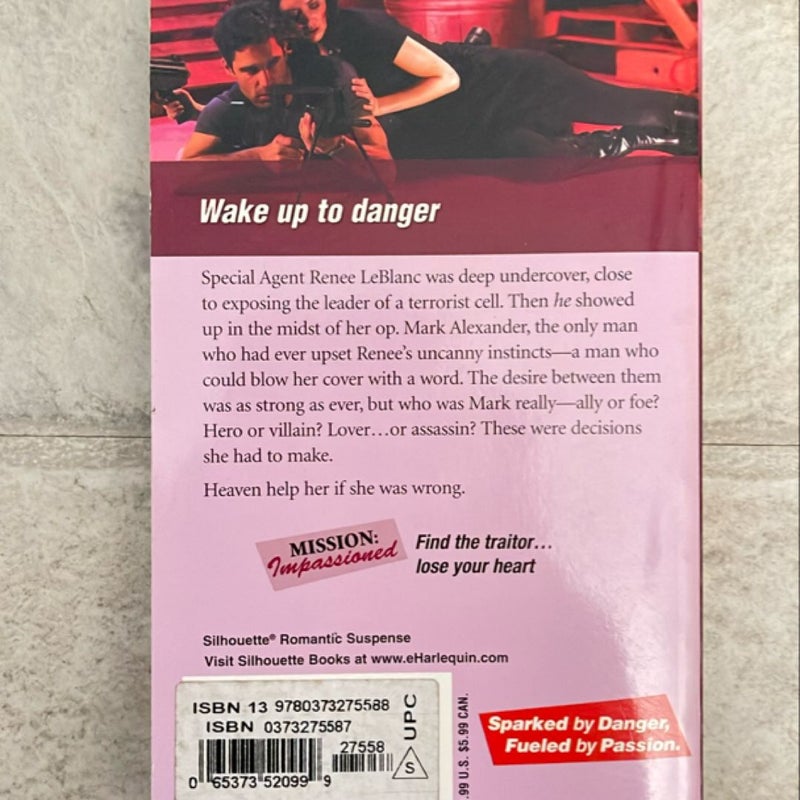 Wake up to danger
Special Agent Renee LeBlanc was deep undercover, close
to exposing the leader of a terrorist cell. Then he showed
up in the midst of her op. Mark Alexander, the only man
who had ever upset Renee's uncanny instincts—a man who
could blow her cover with a word. The desire between them
was as strong as ever, but who was Mark really—ally or foe?
Hero or villain? Lover…or assassin? These were decisions
she had to make.
Heaven help her if she was wrong.
MISSION:
Impassioned
Find the traitor…
lose your heart
Silhouette® Romantic Suspense
Visit Silhouette Books at www.eHarlequin.com
ISBN 13 9780373275588
ISBN 0373275587
27558
0 65373 52099 9
S
UPC
.99 U.S. $5.99 CAN.
Sparked by Danger,
Fueled by Passion.